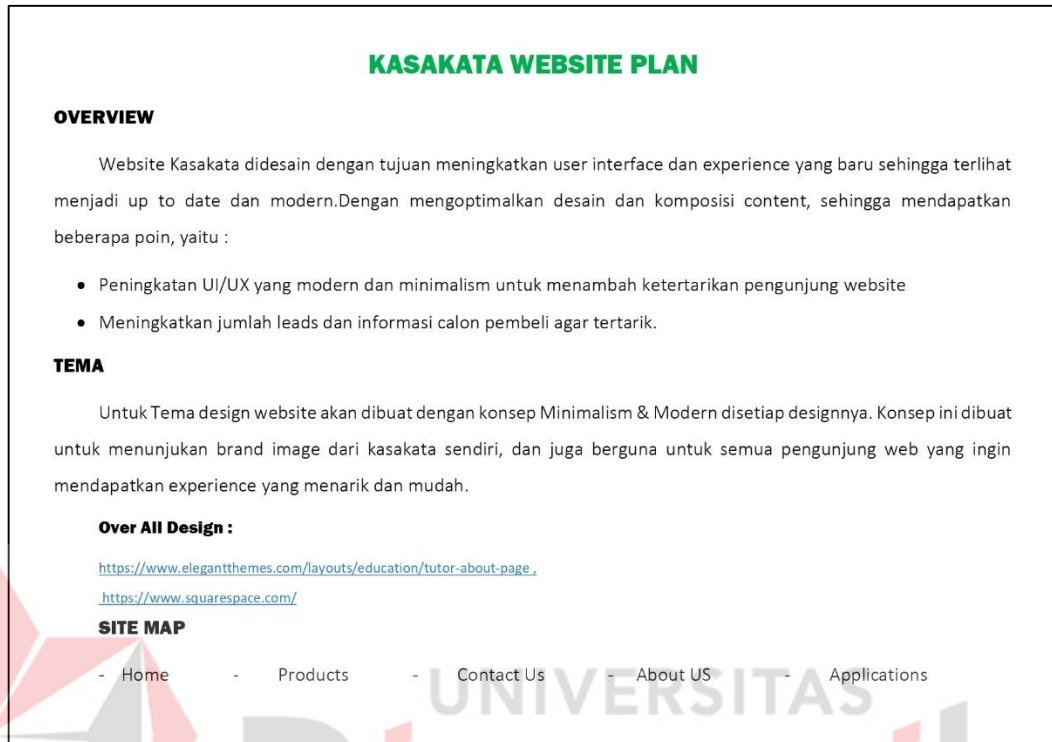 KASAKATA WEBSITE PLAN
OVERVIEW
Website Kasakata didesain dengan tujuan meningkatkan user interface dan experience yang baru sehingga terlihat
menjadi up to date dan modern.Dengan mengoptimalkan desain dan komposisi content, sehingga mendapatkan
beberapa poin, yaitu :
• Peningkatan UI/UX yang modern dan minimalism untuk menambah ketertarikan pengunjung website
• Meningkatkan jumlah leads dan informasi calon pembeli agar tertarik.
TEMA
Untuk Tema design website akan dibuat dengan konsep Minimalism & Modern disetiap designnya. Konsep ini dibuat
untuk menunjukan brand image dari kasakata sendiri, dan juga berguna untuk semua pengunjung web yang ingin
mendapatkan experience yang menarik dan mudah.
Over All Design :
https://www.elegantthemes.com/layouts/education/tutor-about-page ,
https://www.squarespace.com/
SITE MAP
- Home - Products - Contact Us - About US - Applications
UNIVERSITAS